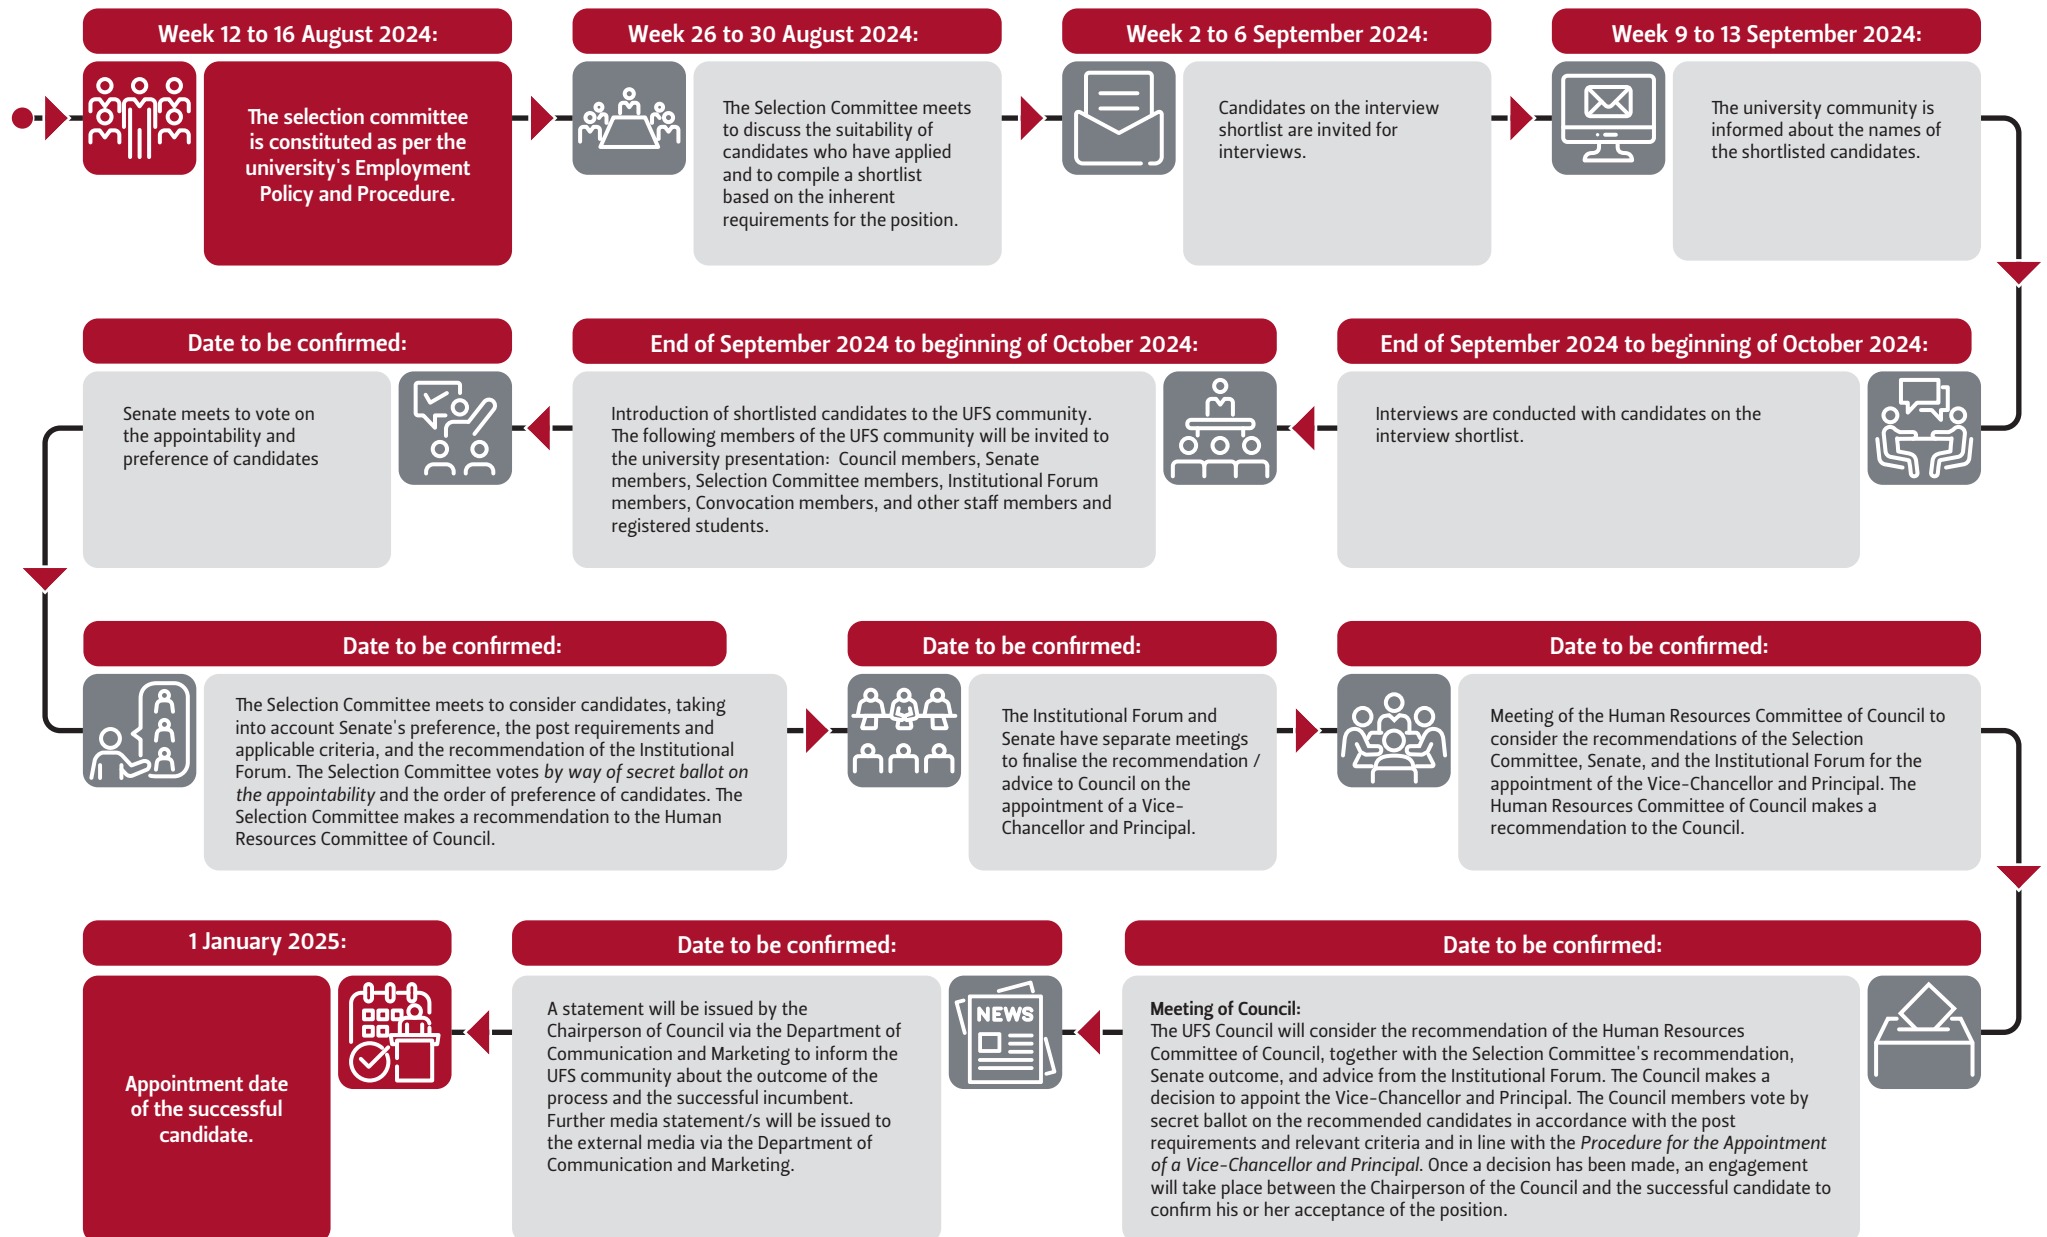 Week 12 to 16 August 2024:
The selection committee
is constituted as per the
university's Employment
Policy and Procedure.
Week 26 to 30 August 2024:
The Selection Committee meets
to discuss the suitability of
candidates who have applied
and to compile a shortlist
based on the inherent
requirements for the position.
Week 2 to 6 September 2024:
Candidates on the interview
shortlist are invited for
interviews.
Week 9 to 13 September 2024:
The university community is
informed about the names of
the shortlisted candidates.
End of September 2024 to beginning of October 2024:
Interviews are conducted with candidates on the
interview shortlist.
End of September 2024 to beginning of October 2024:
Introduction of shortlisted candidates to the UFS community.
The following members of the UFS community will be invited to
the university presentation: Council members, Senate
members, Selection Committee members, Institutional Forum
members, Convocation members, and other staff members and
registered students.
Date to be confirmed:
Senate meets to vote on
the appointability and
preference of candidates
Date to be confirmed:
The Selection Committee meets to consider candidates, taking
into account Senate's preference, the post requirements and
applicable criteria, and the recommendation of the Institutional
Forum. The Selection Committee votes by way of secret ballot on
the appointability and the order of preference of candidates. The
Selection Committee makes a recommendation to the Human
Resources Committee of Council.
Date to be confirmed:
The Institutional Forum and
Senate have separate meetings
to finalise the recommendation /
advice to Council on the
appointment of a Vice-
Chancellor and Principal.
Date to be confirmed:
Meeting of the Human Resources Committee of Council to
consider the recommendations of the Selection
Committee, Senate, and the Institutional Forum for the
appointment of the Vice-Chancellor and Principal. The
Human Resources Committee of Council makes a
recommendation to the Council.
Date to be confirmed:
Meeting of Council:
The UFS Council will consider the recommendation of the Human Resources
Committee of Council, together with the Selection Committee's recommendation,
Senate outcome, and advice from the Institutional Forum. The Council makes a
decision to appoint the Vice-Chancellor and Principal. The Council members vote by
secret ballot on the recommended candidates in accordance with the post
requirements and relevant criteria and in line with the Procedure for the Appointment
of a Vice-Chancellor and Principal. Once a decision has been made, an engagement
will take place between the Chairperson of the Council and the successful candidate to
confirm his or her acceptance of the position.
Date to be confirmed:
NEWS
A statement will be issued by the
Chairperson of Council via the Department of
Communication and Marketing to inform the
UFS community about the outcome of the
process and the successful incumbent.
Further media statement/s will be issued to
the external media via the Department of
Communication and Marketing.
1 January 2025:
Appointment date
of the successful
candidate.